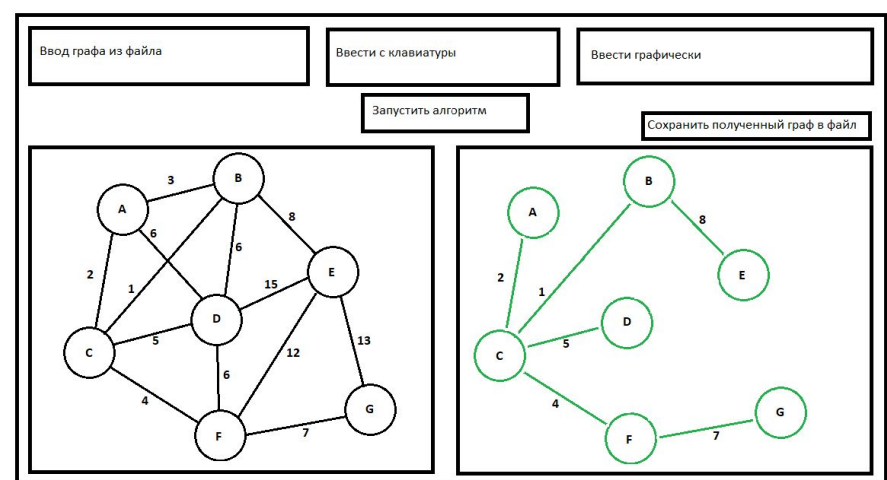 Ввод графа из файла
Ввести с клавиатуры
Ввести графически
Запустить алгоритм
Сохранить полученный граф в файл
3
B
A
6
8
6
2
1
15
E
D
C
5
12
13
6
4
G
F
7
B
A
8
2
1
E
D
C
5
4
G
F
7